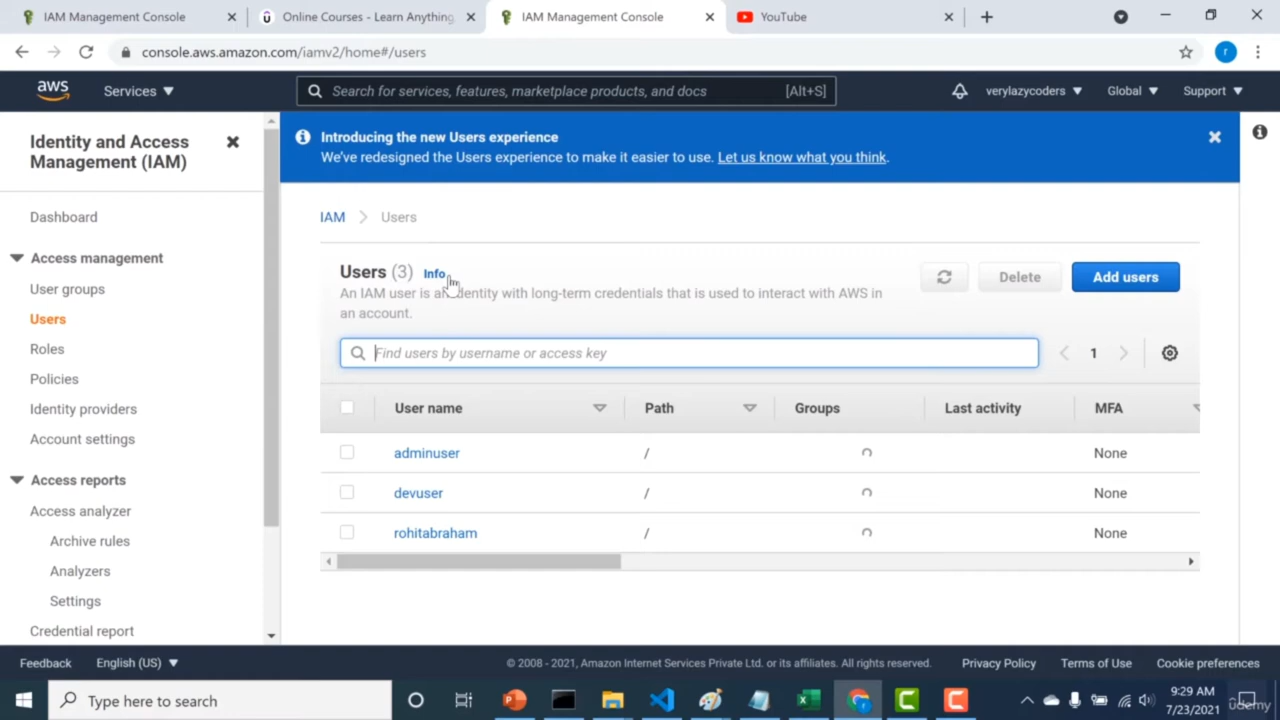 IAM Management Console
Online Courses - Learn Anything
IAM Management Console
YouTube
console.aws.amazon.com/iamv2/home#/users
r
aws
Services
Search for services, features, marketplace products, and docs
[Alt+S]
verylazycoders
Global
Support
Identity and Access
Management (IAM)
Dashboard
Access management
User groups
Users
Roles
Policies
Identity providers
Account settings
Access reports
Access analyzer
Archive rules
Analyzers
Settings
Credential report
Introducing the new Users experience
We've redesigned the Users experience to make it easier to use. Let us know what you think.
IAM > Users
Users (3) Info
An IAM user is an identity with long-term credentials that is used to interact with AWS in
an account.
Delete
Add users
Find users by username or access key
1
User name Path Groups Last activity MFA
adminuser / None
devuser / None
rohitabraham / None
Feedback
English (US)
© 2008 - 2021, Amazon Internet Services Private Ltd. or its affiliates. All rights reserved.
Privacy Policy
Terms of Use
Cookie preferences
Type here to search
9:29 AM
7/23/2021
udemy